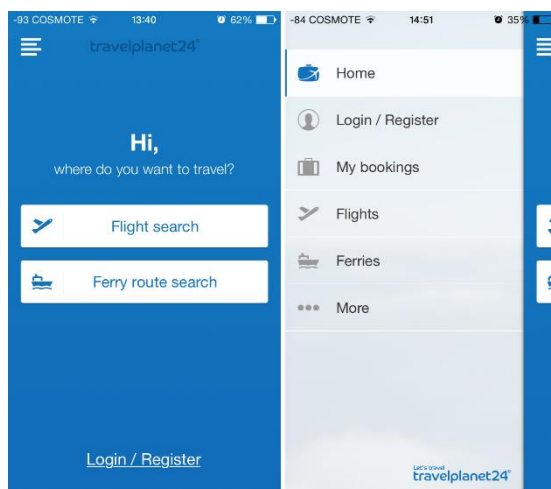 -93 COSMOTE 13:40 62%
travelplanet24
Hi,
where do you want to travel?
Flight search
Ferry route search
Login / Register
-84 COSMOTE 14:51 35%
Home
Login / Register
My bookings
Flights
Ferries
More
Let's travel
travelplanet24